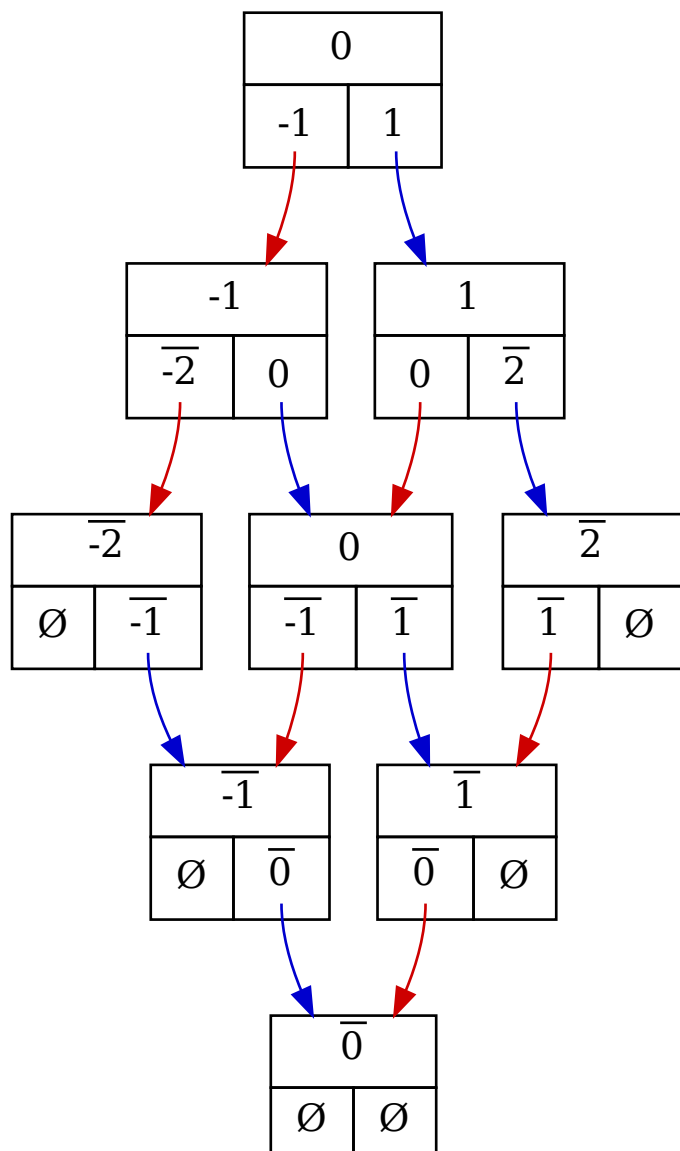 0
-1 1
-1 1
-̅2̅ 0 0 2̅
-̅2̅ 0 2̅
Ø -̅1̅ -̅1̅ 1̅ 1̅ Ø
-̅1̅ 1̅
Ø 0̅ 0̅ Ø
0̅
Ø Ø